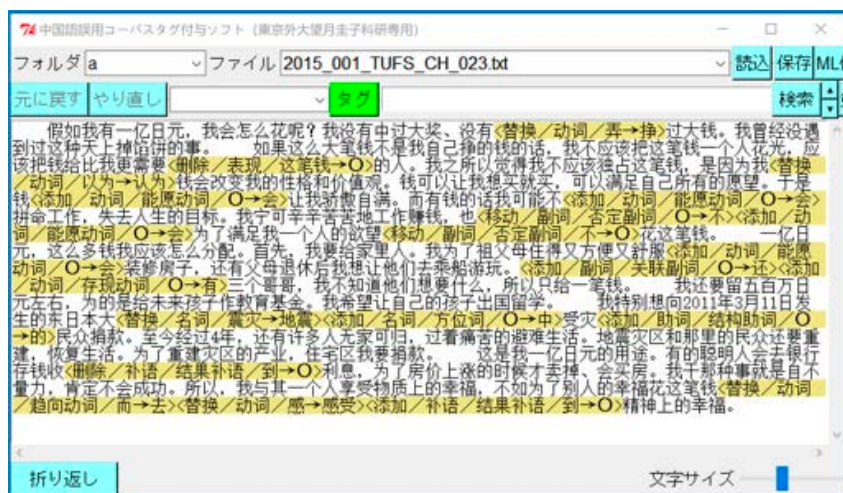 中国語誤用コーパスタグ付与ソフト（東京外大望月圭子科研専用）
フォルダ a ファイル 2015_001_TUFS_CH_023.txt 読込 保存 ML
元に戻す やり直し タグ 検索
假如我有一亿日元，我会怎么花呢？我没有中过大奖、没有<替换／动词／弄→挣>过大钱。我曾经没遇
到过这种天上掉馅饼的事。 如果这么大笔钱不是我自己挣的钱的话，我不应该把这笔钱一个人花光，应
该把钱给比我更需要<删除／表现／这笔钱→O>的人。我之所以觉得我不应该独占这笔钱，是因为我<替换
／动词／以为→认为>钱会改变我的性格和价值观。钱可以让我想买就买，可以满足自己所有的愿望。于是
钱<添加／动词／能愿动词／O→会>让我骄傲自满。而有钱的话我可能不<添加／动词／能愿动词／O→会>
拼命工作，失去人生的目标。我宁可辛辛苦苦地工作赚钱，也<移动／副词／否定副词／O→不><添加／动
词／能愿动词／O→会>为了满足我一个人的欲望<移动／副词／否定副词／不→O>花这笔钱。 一亿日
元，这么多钱我应该怎么分配。首先，我要给家里人。我为了祖父母住得又方便又舒服<添加／动词／能愿
动词／O→会>装修房子，还有父母退休后我想让他们去乘船游玩。<添加／副词／关联副词／O→还><添加
／动词／存现动词／O→有>三个哥哥，我不知道他们想要什么，所以只给一笔钱。 我还要留五百万日
元左右，为的是给未来孩子作教育基金。我希望让自己的孩子出国留学。 我特别想向2011年3月11日发
生的东日本大<替换／名词／震灾→地震><添加／名词／方位词／O→中>受灾<添加／助词／结构助词／O
→的>民众捐款。至今经过4年，还有许多人无家可归，过着痛苦的避难生活。地震灾区和那里的民众还要重
建，恢复生活。为了重建灾区的产业，住宅区我要捐款。 这是我一亿日元的用途。有的聪明人会去银行
存钱收<删除／补语／结果补语／到→O>利息，为了房价上涨的时候才卖掉、会买房。我干那种事就是自不
量力，肯定不会成功。所以，我与其一个人享受物质上的幸福，不如为了别人的幸福花这笔钱<替换／动词
／趋向动词／而→去><替换／动词／感→感受><添加／补语／结果补语／到→O>精神上的幸福。
折り返し 文字サイズ